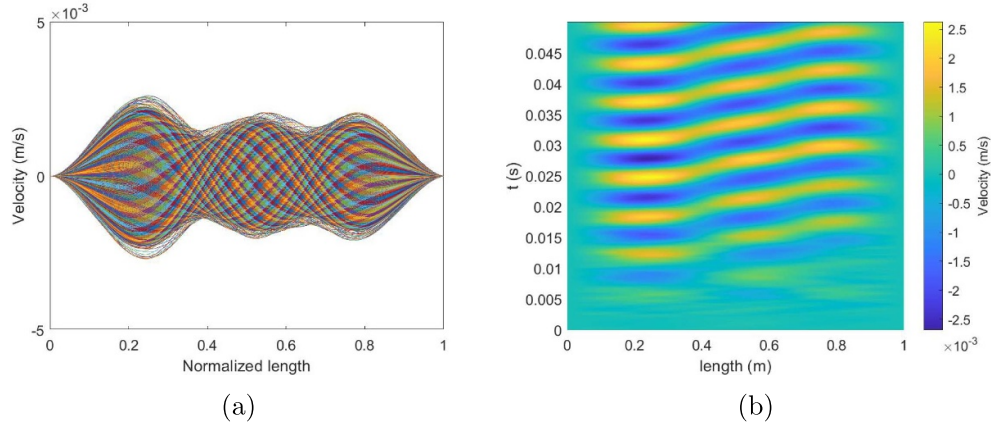 5 ×10⁻³
0
-5
Velocity (m/s)
0 0.2 0.4 0.6 0.8 1
Normalized length
(a)
0.045
0.04
0.035
0.03
0.025
0.02
0.015
0.01
0.005
0
t (s)
0 0.2 0.4 0.6 0.8 1
length (m)
2.5
2
1.5
1
0.5
0
-0.5
-1
-1.5
-2
-2.5
×10⁻³
Velocity (m/s)
(b)